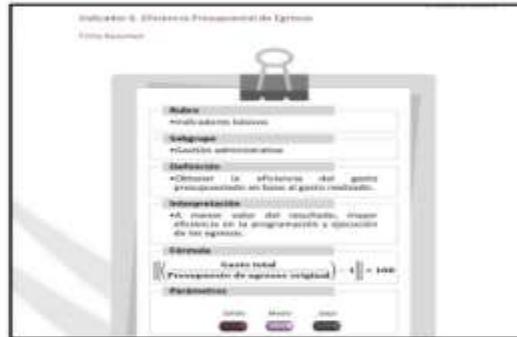 Indicador 6. Eficiencia Presupuestal de Egresos
Ficha Resumen
Rubro
•Indicadores básicos
Subgrupo
•Gestión administrativa
Definición
•Obtener la eficiencia del gasto
presupuestado en base al gasto realizado.
Interpretación
•A menor valor del resultado, mayor
eficiencia en la programación y ejecución
de los egresos.
Fórmula
Gasto total
Presupuesto de egresos original
- 1
* 100
Parámetros